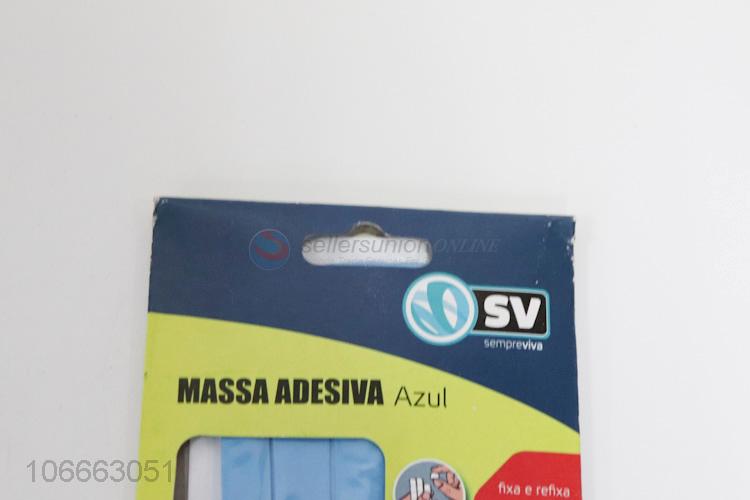 sellersunion ONLINE
SV
sempreviva
MASSA ADESIVA Azul
fixa e refixa
106663051